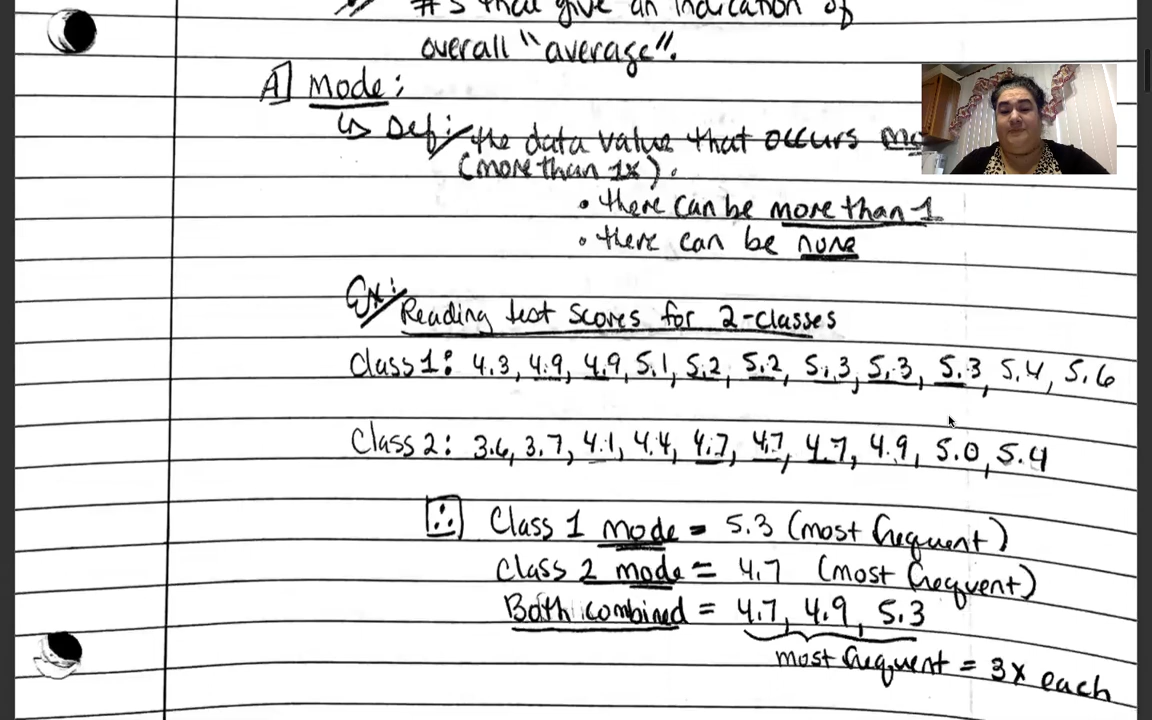 #'s that give an indication of
overall "average".
A] Mode:
↳ Def: the data value that occurs
(more than 1x).
• there can be more than 1
• there can be none
Ex: Reading test scores for 2-classes
Class 1: 4.3, 4.9, 4.9, 5.1, 5.2, 5.2, 5.3, 5.3, 5.3, 5.4, 5.6
Class 2: 3.6, 3.7, 4.1, 4.4, 4.7, 4.7, 4.7, 4.9, 5.0, 5.4
∴ Class 1 mode = 5.3 (most frequent)
Class 2 mode = 4.7 (most frequent)
Both combined = 4.7, 4.9, 5.3
most frequent = 3x each